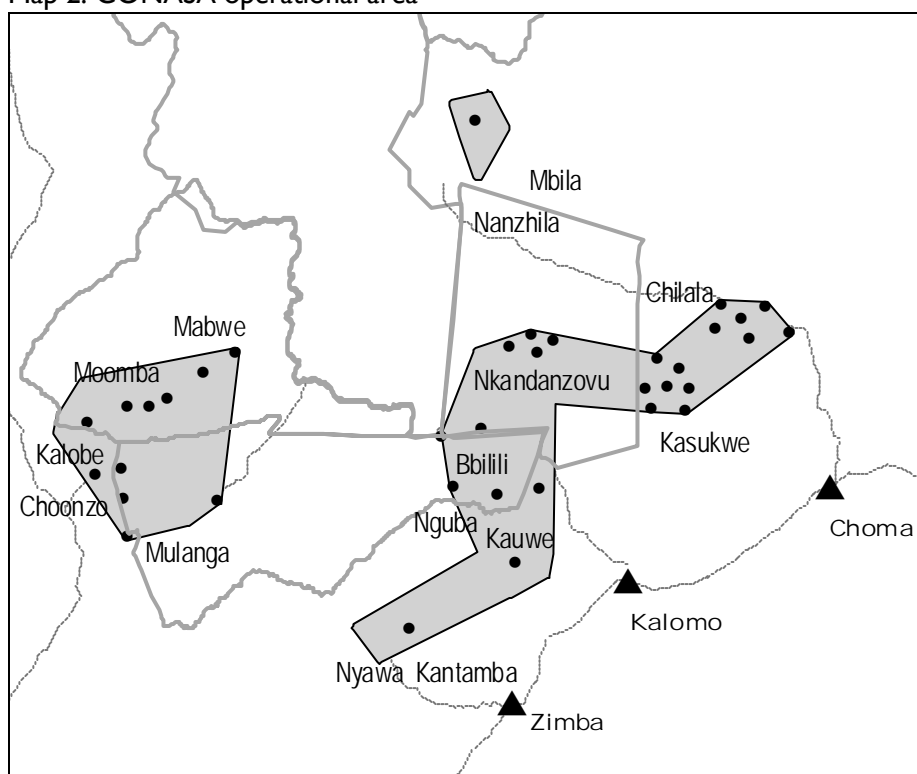 Map 2. CONASA operational area
Mbila
Nanzhila
Chilala
Mabwe
Moomba
Nkandanzovu
Kasukwe
Kalobe
Bbilili
Choonzo
Nguba
Kauwe
Choma
Mulanga
Kalomo
Nyawa Kantamba
Zimba